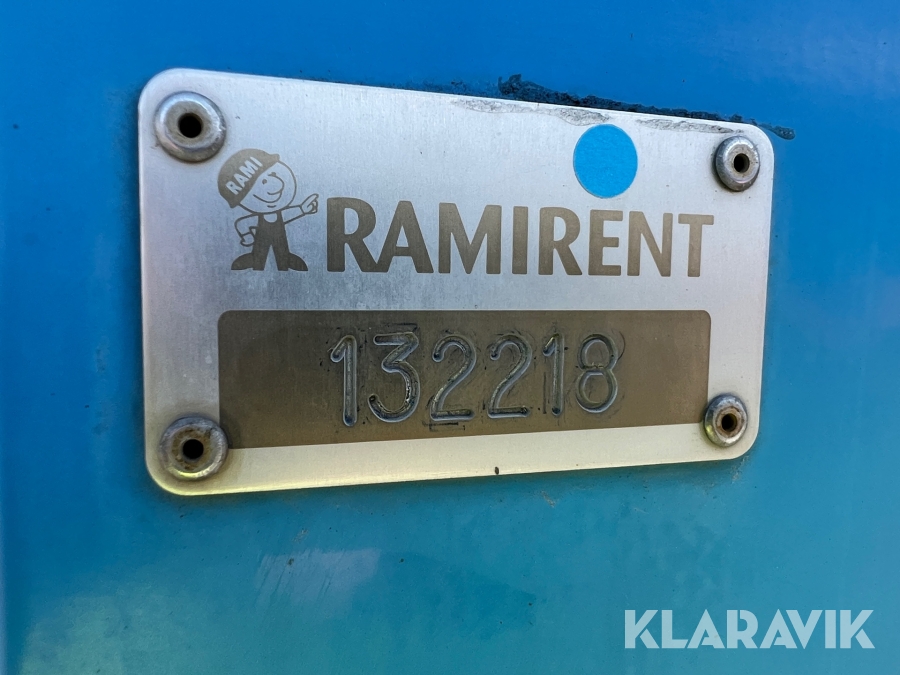 RAMI
RAMIRENT
132218
KLARAVIK